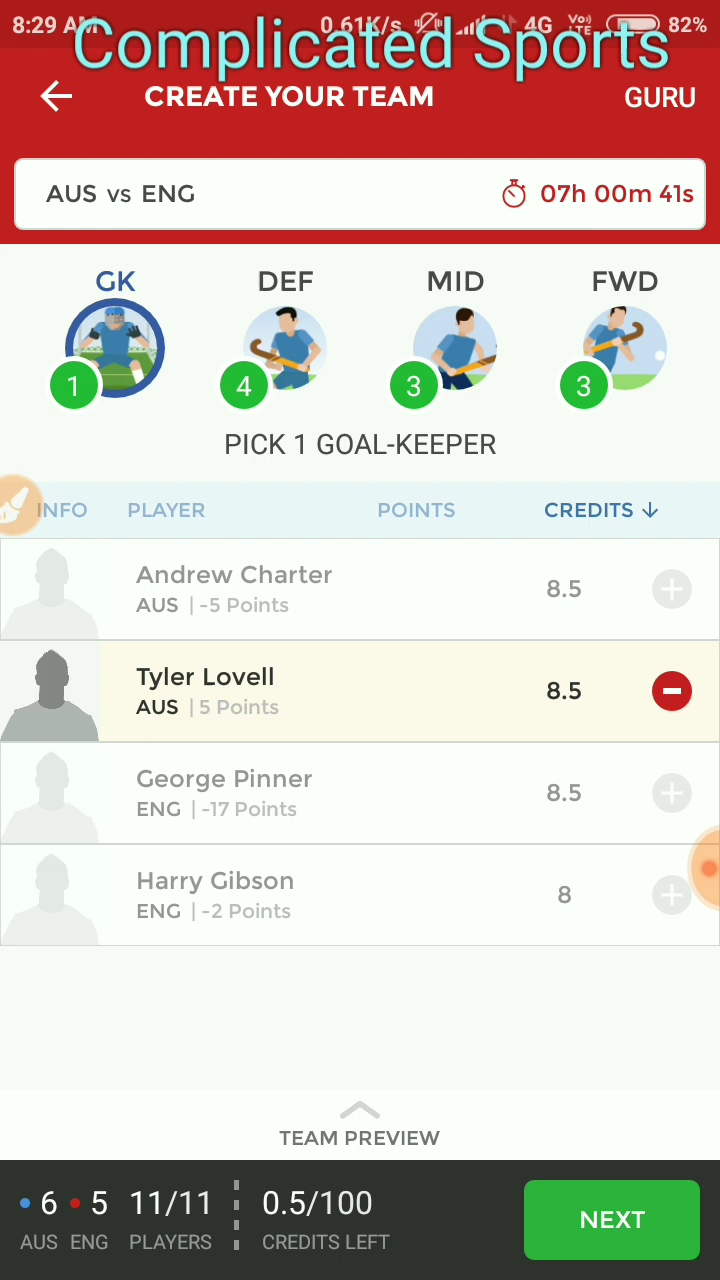 8:29 AM 0.61K/s 4G Vo) LTE 82%
Complicated Sports
CREATE YOUR TEAM GURU
AUS vs ENG 07h 00m 41s
GK DEF MID FWD
1 4 3 3
PICK 1 GOAL-KEEPER
INFO PLAYER POINTS CREDITS ↓
Andrew Charter
AUS | -5 Points 8.5
Tyler Lovell
AUS | 5 Points 8.5
George Pinner
ENG | -17 Points 8.5
Harry Gibson
ENG | -2 Points 8
TEAM PREVIEW
6 5 11/11 0.5/100
AUS ENG PLAYERS CREDITS LEFT
NEXT